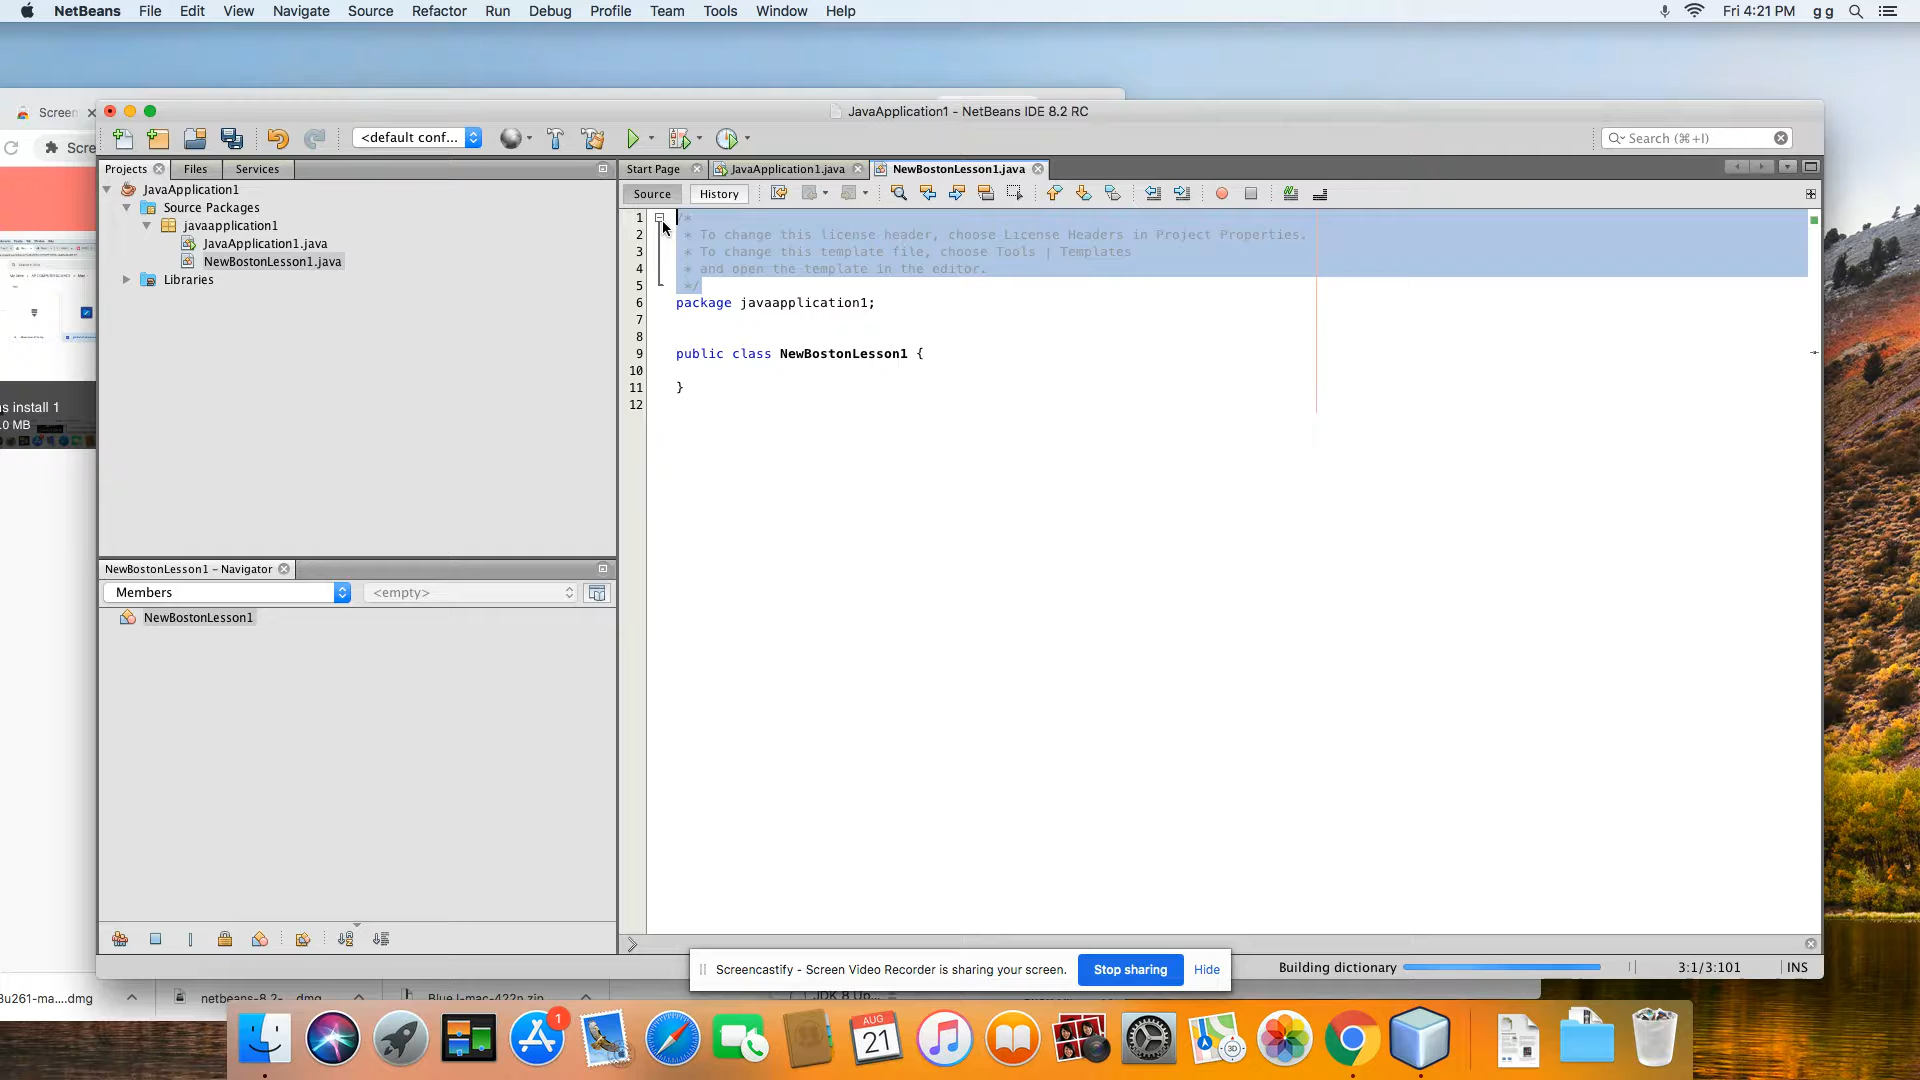 NetBeans File Edit View Navigate Source Refactor Run Debug Profile Team Tools Window Help
Fri 4:21 PM g g
Screen
JavaApplication1 - NetBeans IDE 8.2 RC
Scre
<default conf...
Search (⌘+I)
Projects Files Services
Start Page JavaApplication1.java NewBostonLesson1.java
Source History
JavaApplication1
Source Packages
javaapplication1
JavaApplication1.java
NewBostonLesson1.java
Libraries
1 /*
2 * To change this license header, choose License Headers in Project Properties.
3 * To change this template file, choose Tools | Templates
4 * and open the template in the editor.
5 */
6 package javaapplication1;
7
8
9 public class NewBostonLesson1 {
10
11 }
12
s install 1
.0 MB
NewBostonLesson1 - Navigator
Members <empty>
NewBostonLesson1
Screencastify - Screen Video Recorder is sharing your screen. Stop sharing Hide
Building dictionary 3:1/3:101 INS
8u261-ma....dmg netbeans-8.2-....dmg BlueJ-mac-422n.zip JDK 8 Up...
1
AUG
21
3D